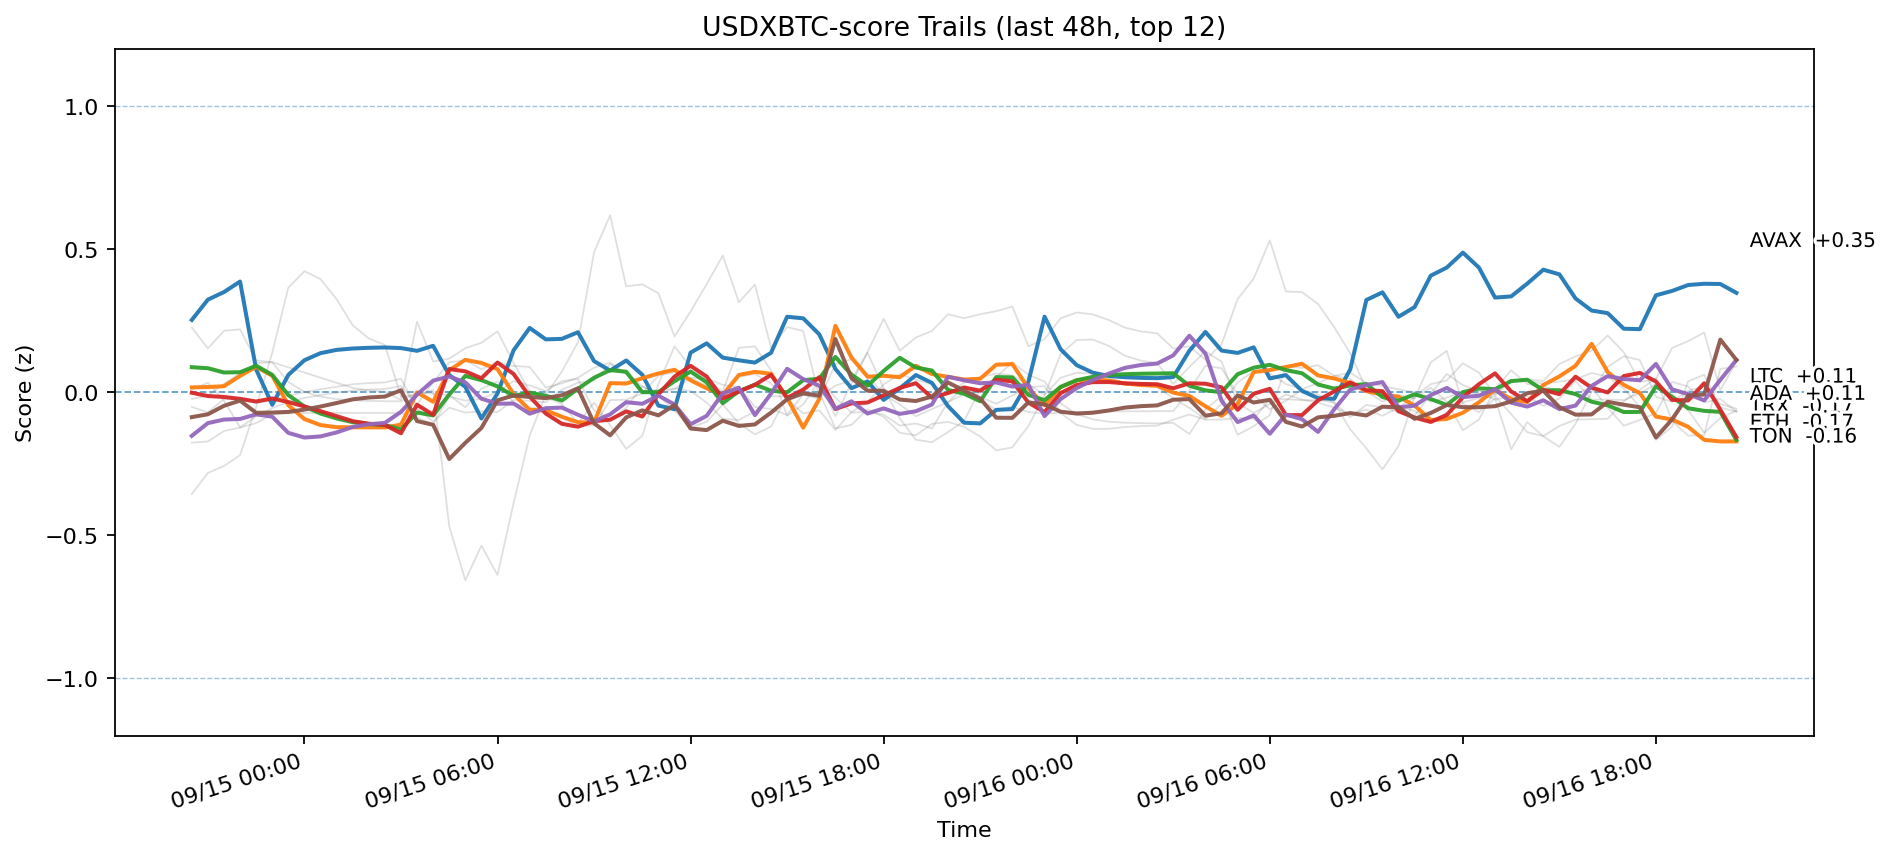 USDXBTC-score Trails (last 48h, top 12)
Score (z)
1.0
0.5
0.0
−0.5
−1.0
AVAX +0.35
LTC +0.11
ADA +0.11
TRX -0.17
ETH -0.17
TON -0.16
09/15 00:00
09/15 06:00
09/15 12:00
09/15 18:00
09/16 00:00
09/16 06:00
09/16 12:00
09/16 18:00
Time